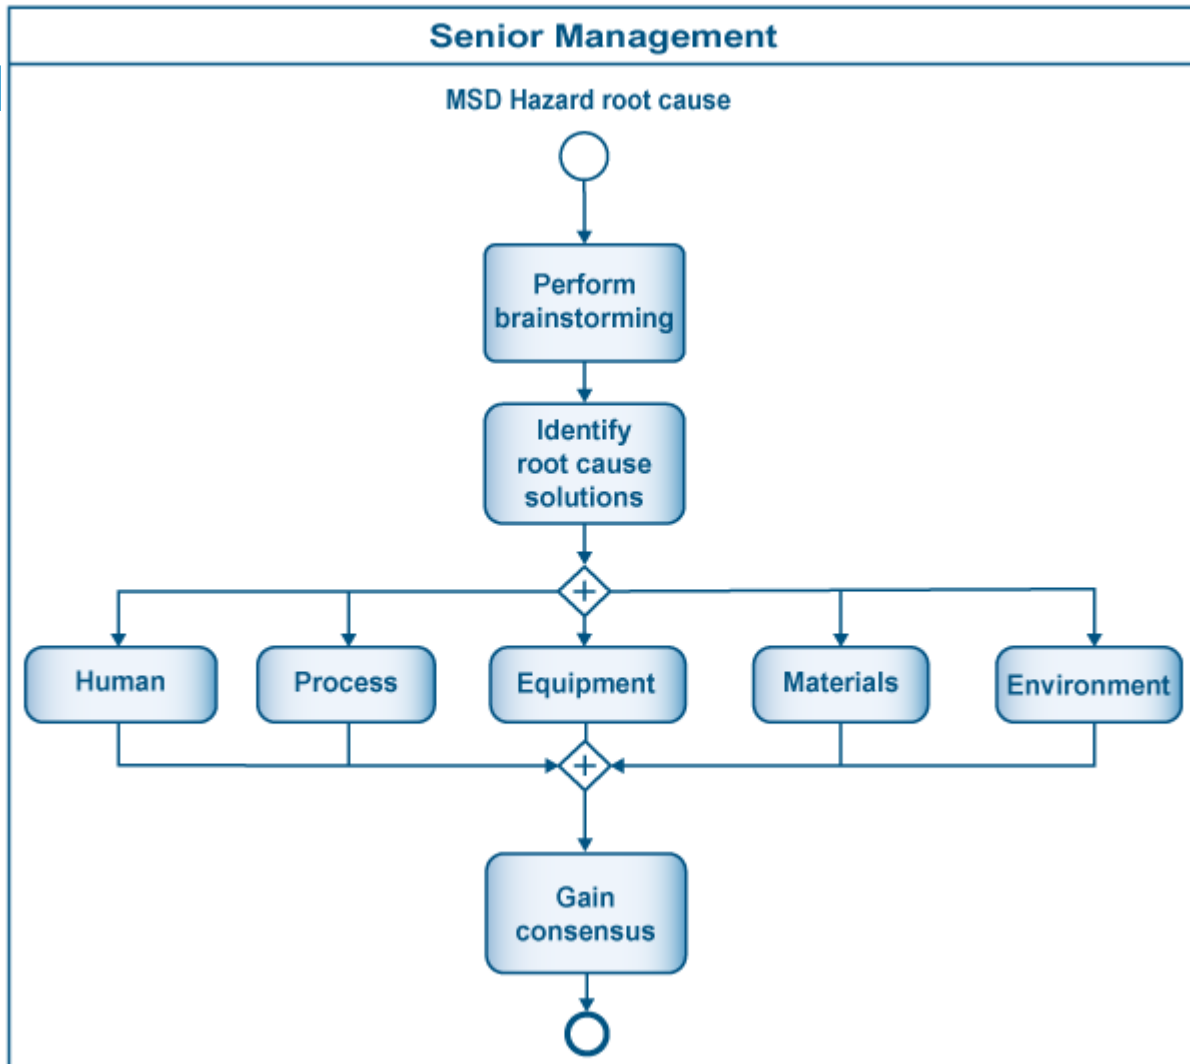 Senior Management
MSD Hazard root cause
Perform
brainstorming
Identify
root cause
solutions
Human
Process
Equipment
Materials
Environment
Gain
consensus